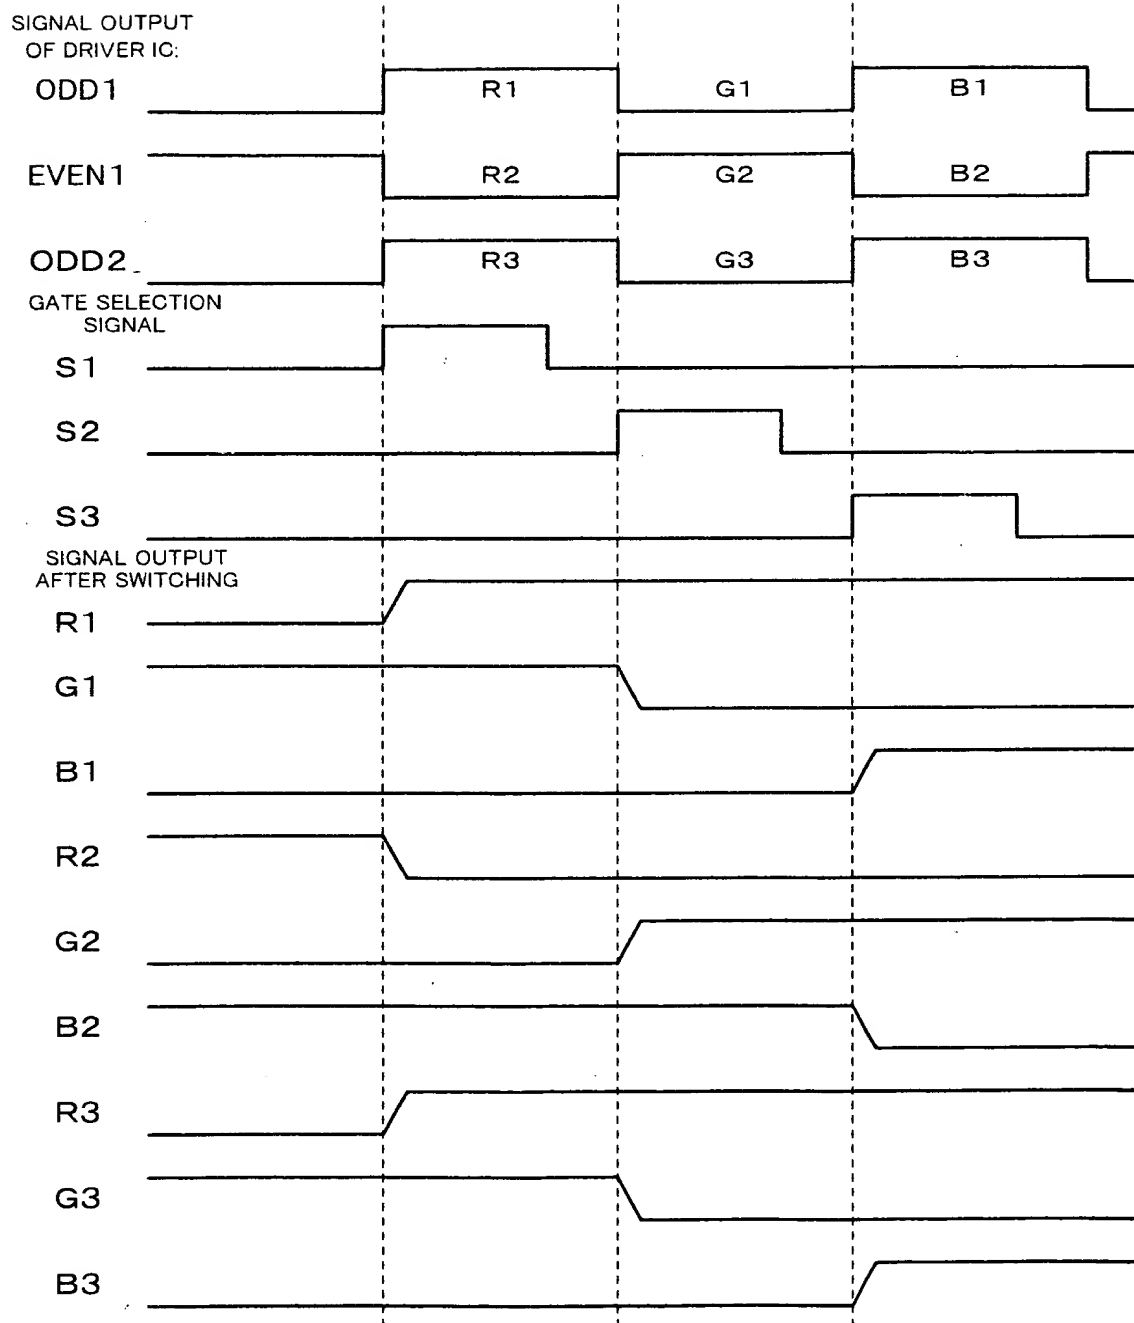 SIGNAL OUTPUT
OF DRIVER IC:
ODD1 R1 G1 B1
EVEN1 R2 G2 B2
ODD2 R3 G3 B3
GATE SELECTION
SIGNAL
S1
S2
S3
SIGNAL OUTPUT
AFTER SWITCHING
R1
G1
B1
R2
G2
B2
R3
G3
B3